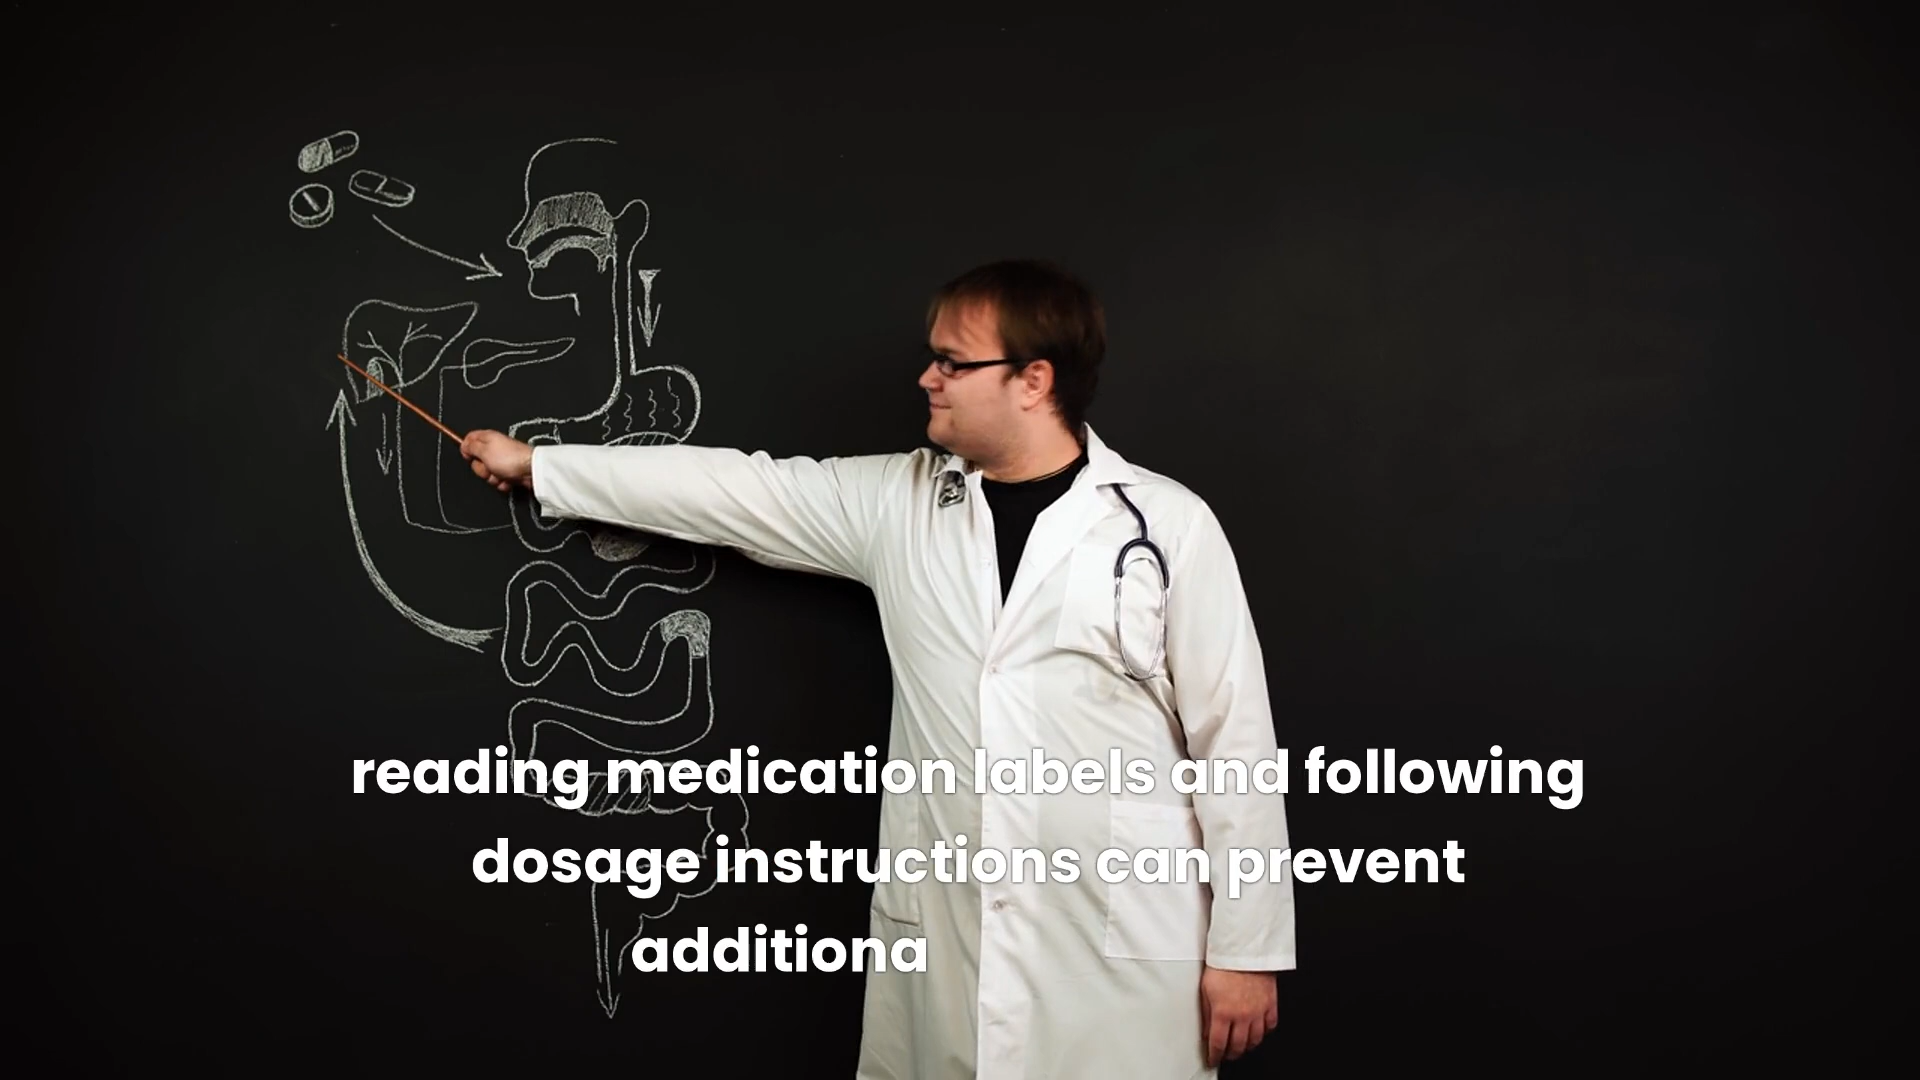 reading medication labels and following
dosage instructions can prevent
additiona